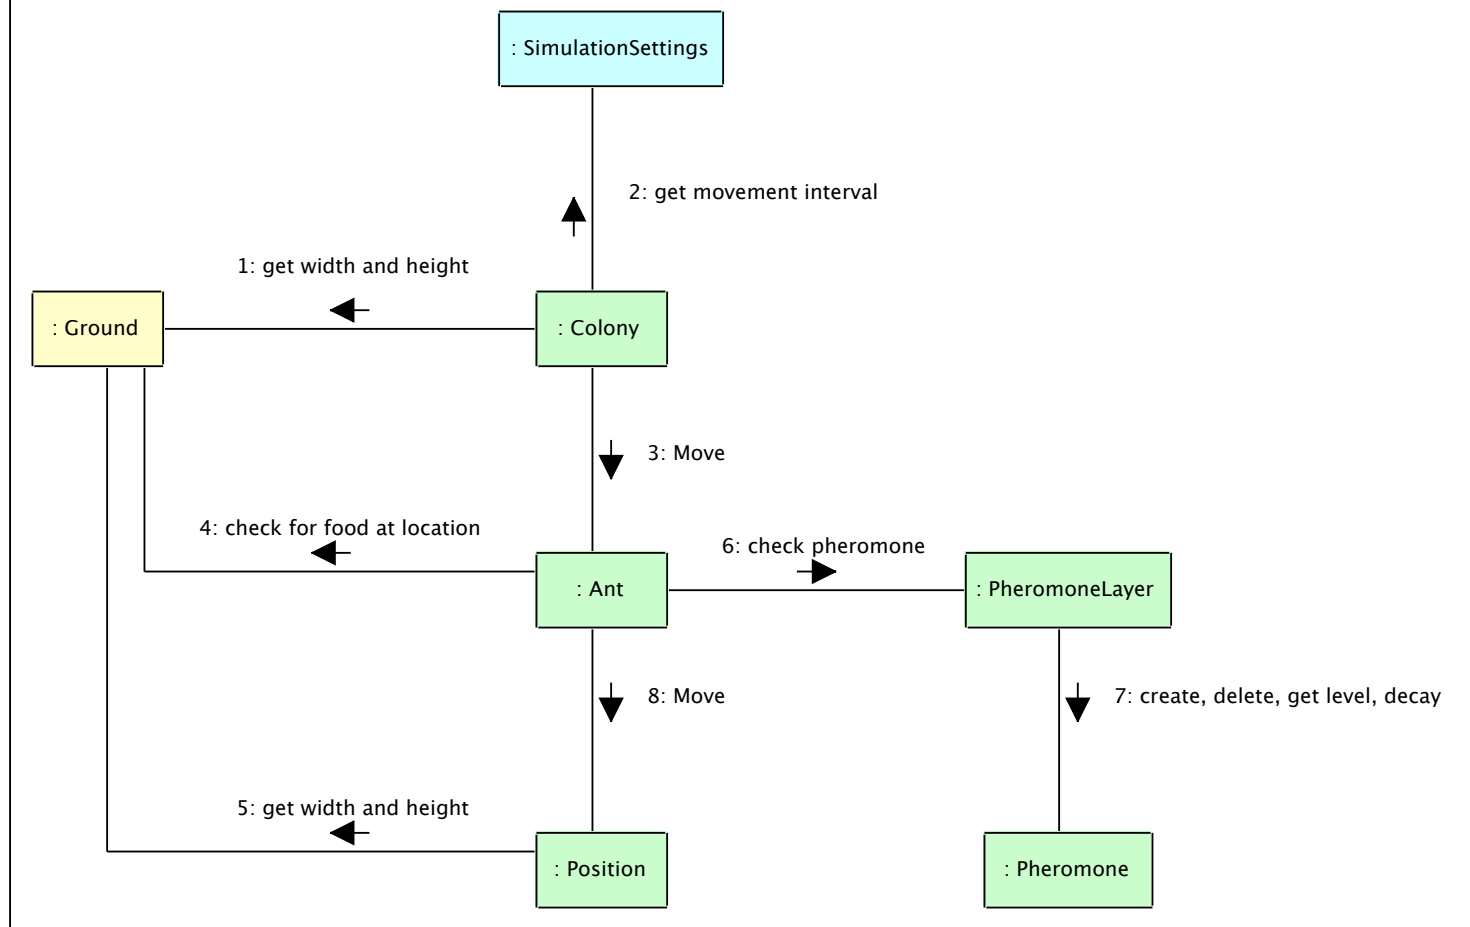 : SimulationSettings
2: get movement interval
1: get width and height
: Ground
: Colony
3: Move
4: check for food at location
6: check pheromone
: Ant
: PheromoneLayer
8: Move
7: create, delete, get level, decay
5: get width and height
: Position
: Pheromone